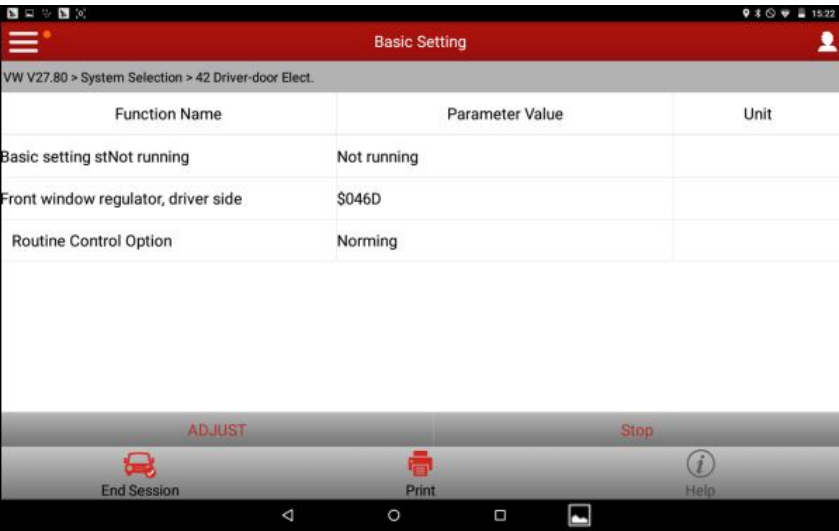 15:22
Basic Setting
VW V27.80 > System Selection > 42 Driver-door Elect.
Function Name Parameter Value Unit
Basic setting stNot running Not running
Front window regulator, driver side $046D
Routine Control Option Norming
ADJUST Stop
End Session Print Help